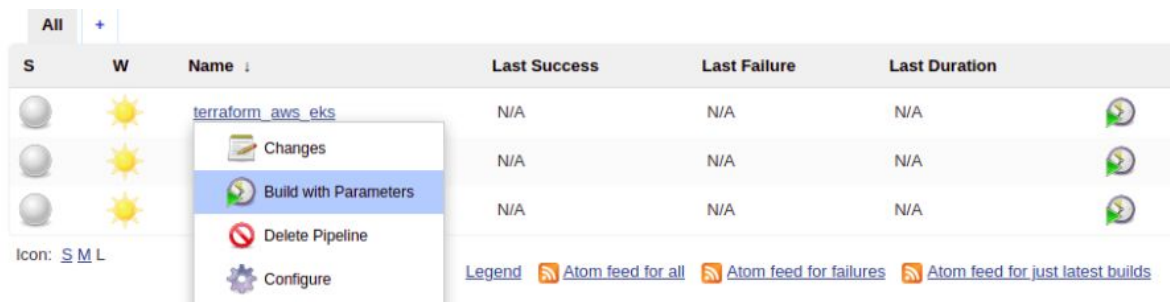 All +
S W Name ↓ Last Success Last Failure Last Duration
terraform_aws_eks N/A N/A N/A
Changes
N/A N/A N/A
Build with Parameters
N/A N/A N/A
Delete Pipeline
Icon: S M L
Legend Atom feed for all Atom feed for failures Atom feed for just latest builds
Configure